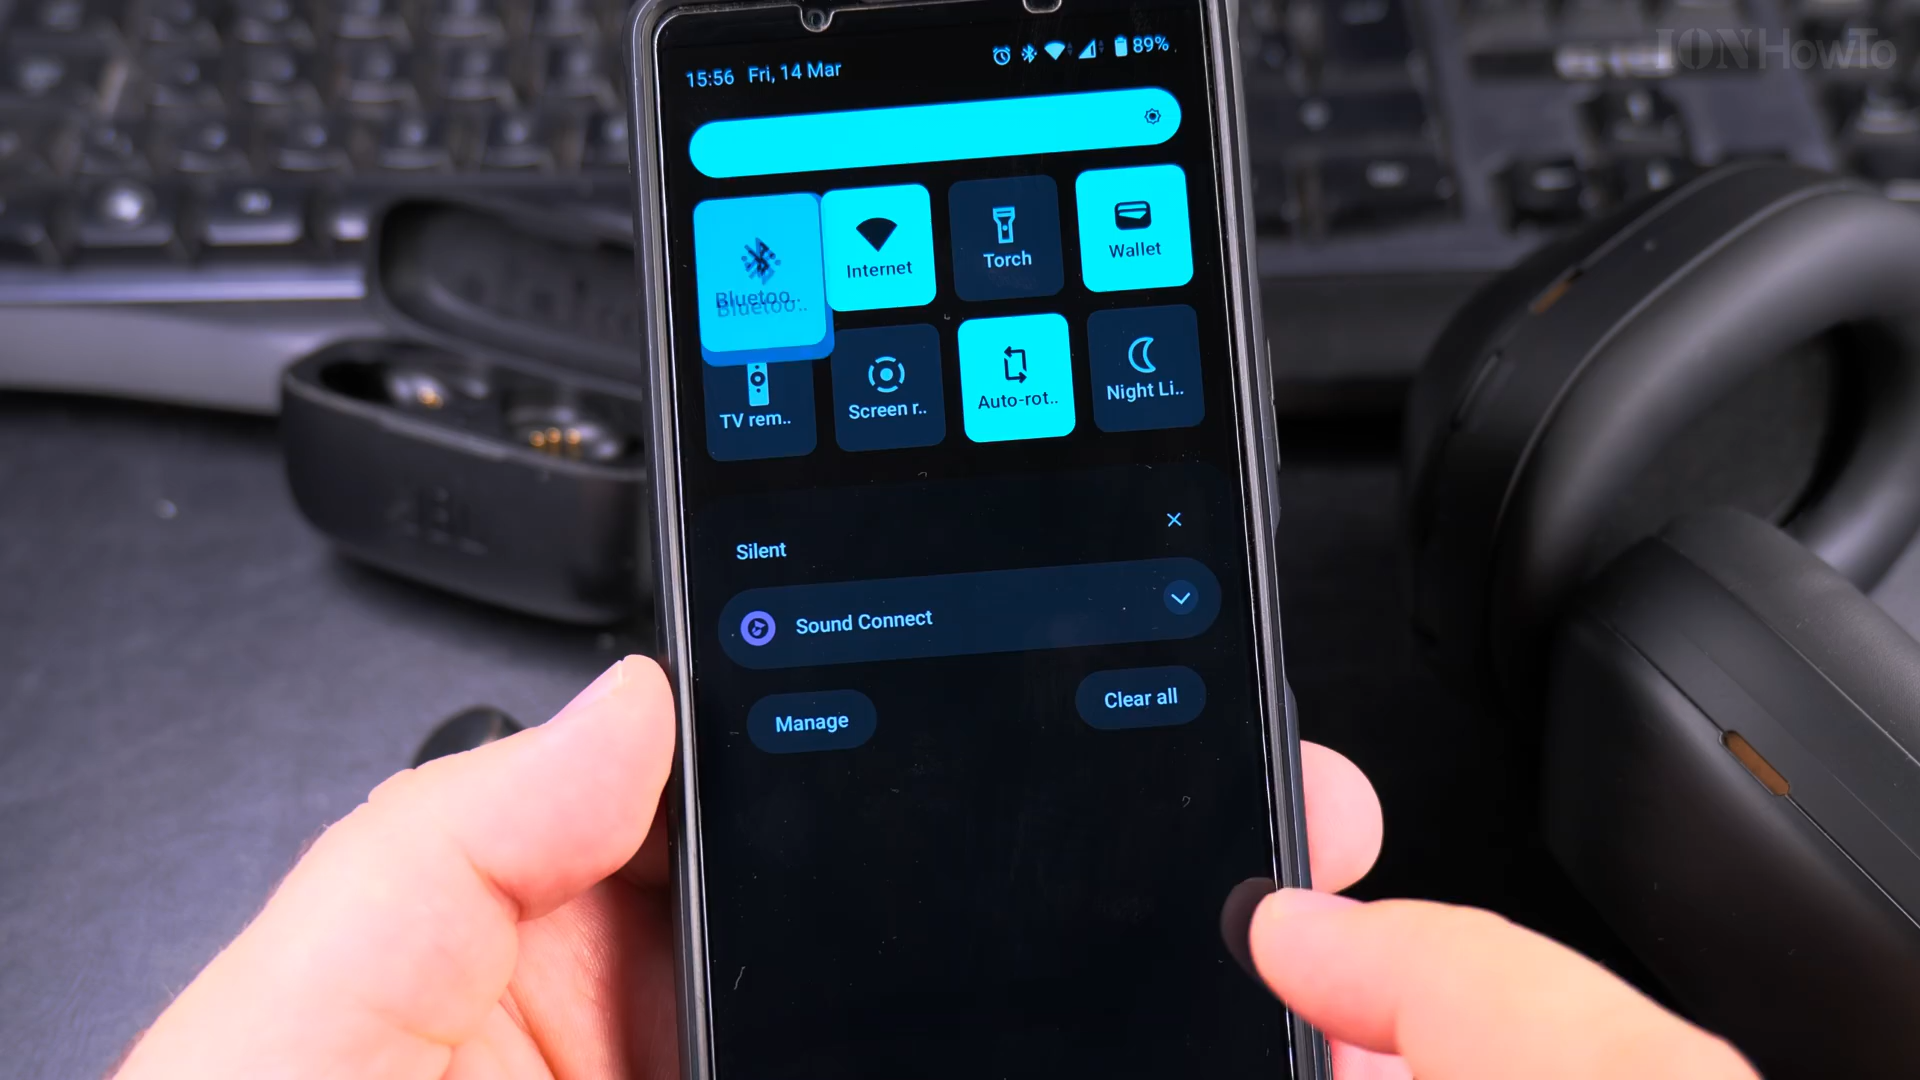 IONHowTo
15:56 Fri, 14 Mar
89%
Bluetoo..
Bluetoo..
Internet
Torch
Wallet
TV rem..
Screen r..
Auto-rot..
Night Li..
Silent
Sound Connect
Manage
Clear all